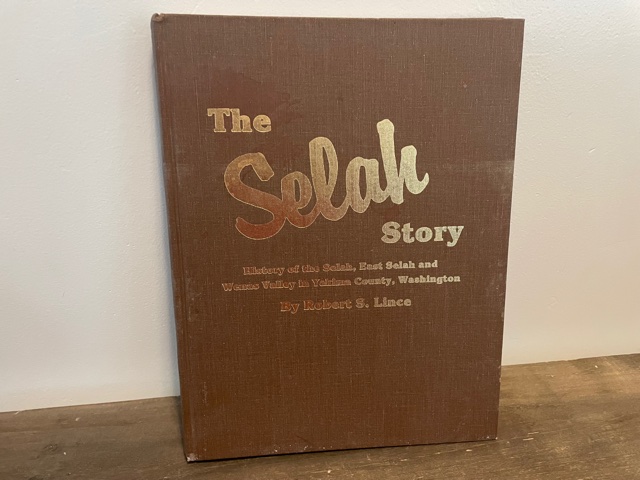 The
Selah
Story
History of the Selah, East Selah and
Wenas Valley in Yakima County, Washington
By Robert S. Lince